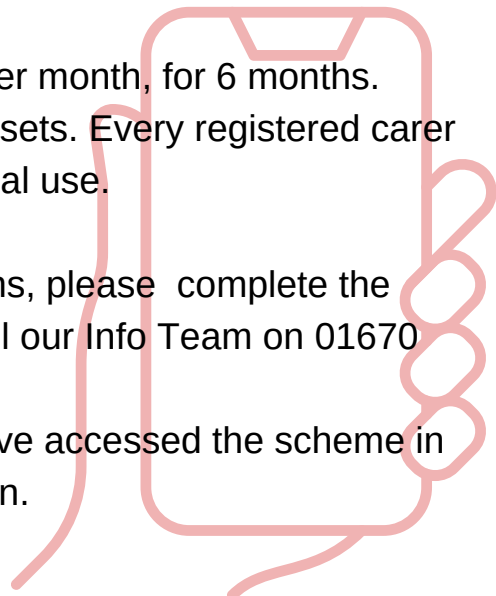 er month, for 6 months.
sets. Every registered carer
al use.
ns, please  complete the
l our Info Team on 01670
ve accessed the scheme in
n.